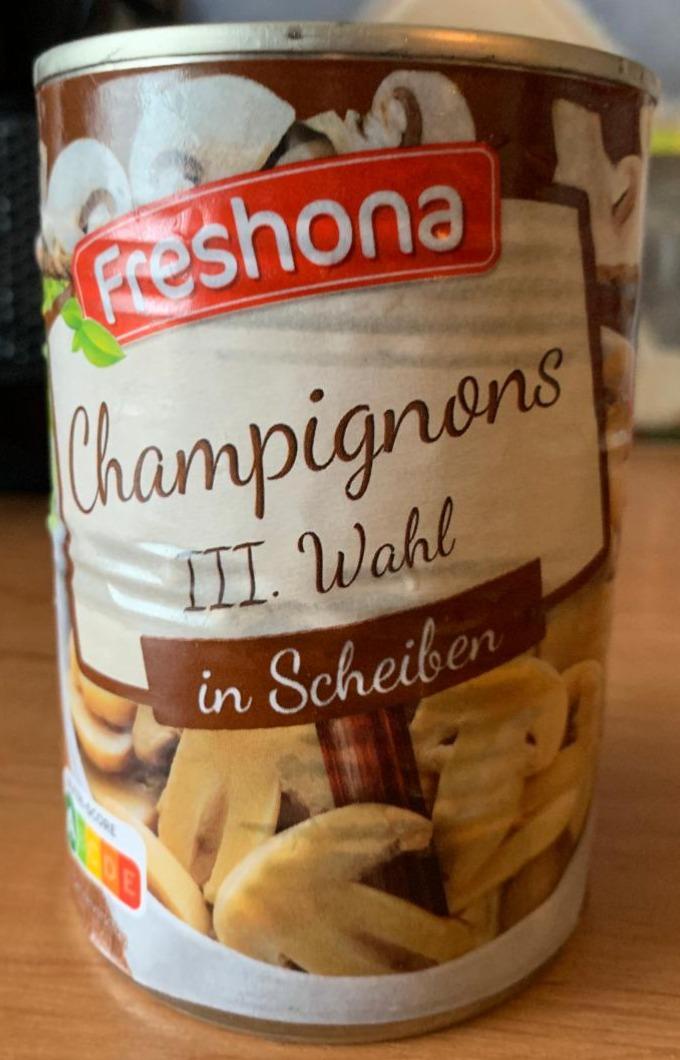 Freshona
Champignons
III. Wahl
in Scheiben
D E